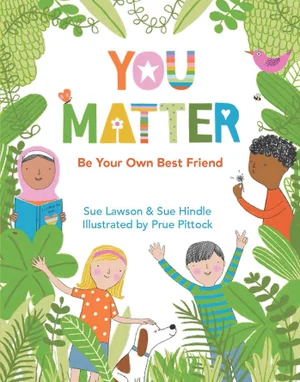 YOU
MATTER
Be Your Own Best Friend
Sue Lawson & Sue Hindle
Illustrated by Prue Pittock